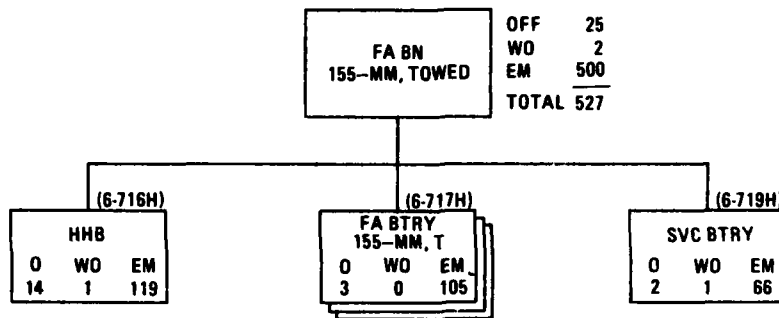 FA BN
155-MM, TOWED
OFF 25
WO 2
EM 500
TOTAL 527
(6-716H)
HHB
O WO EM
14 1 119
(6-717H)
FA BTRY
155-MM, T
O WO EM
3 0 105
(6-719H)
SVC BTRY
O WO EM
2 1 66